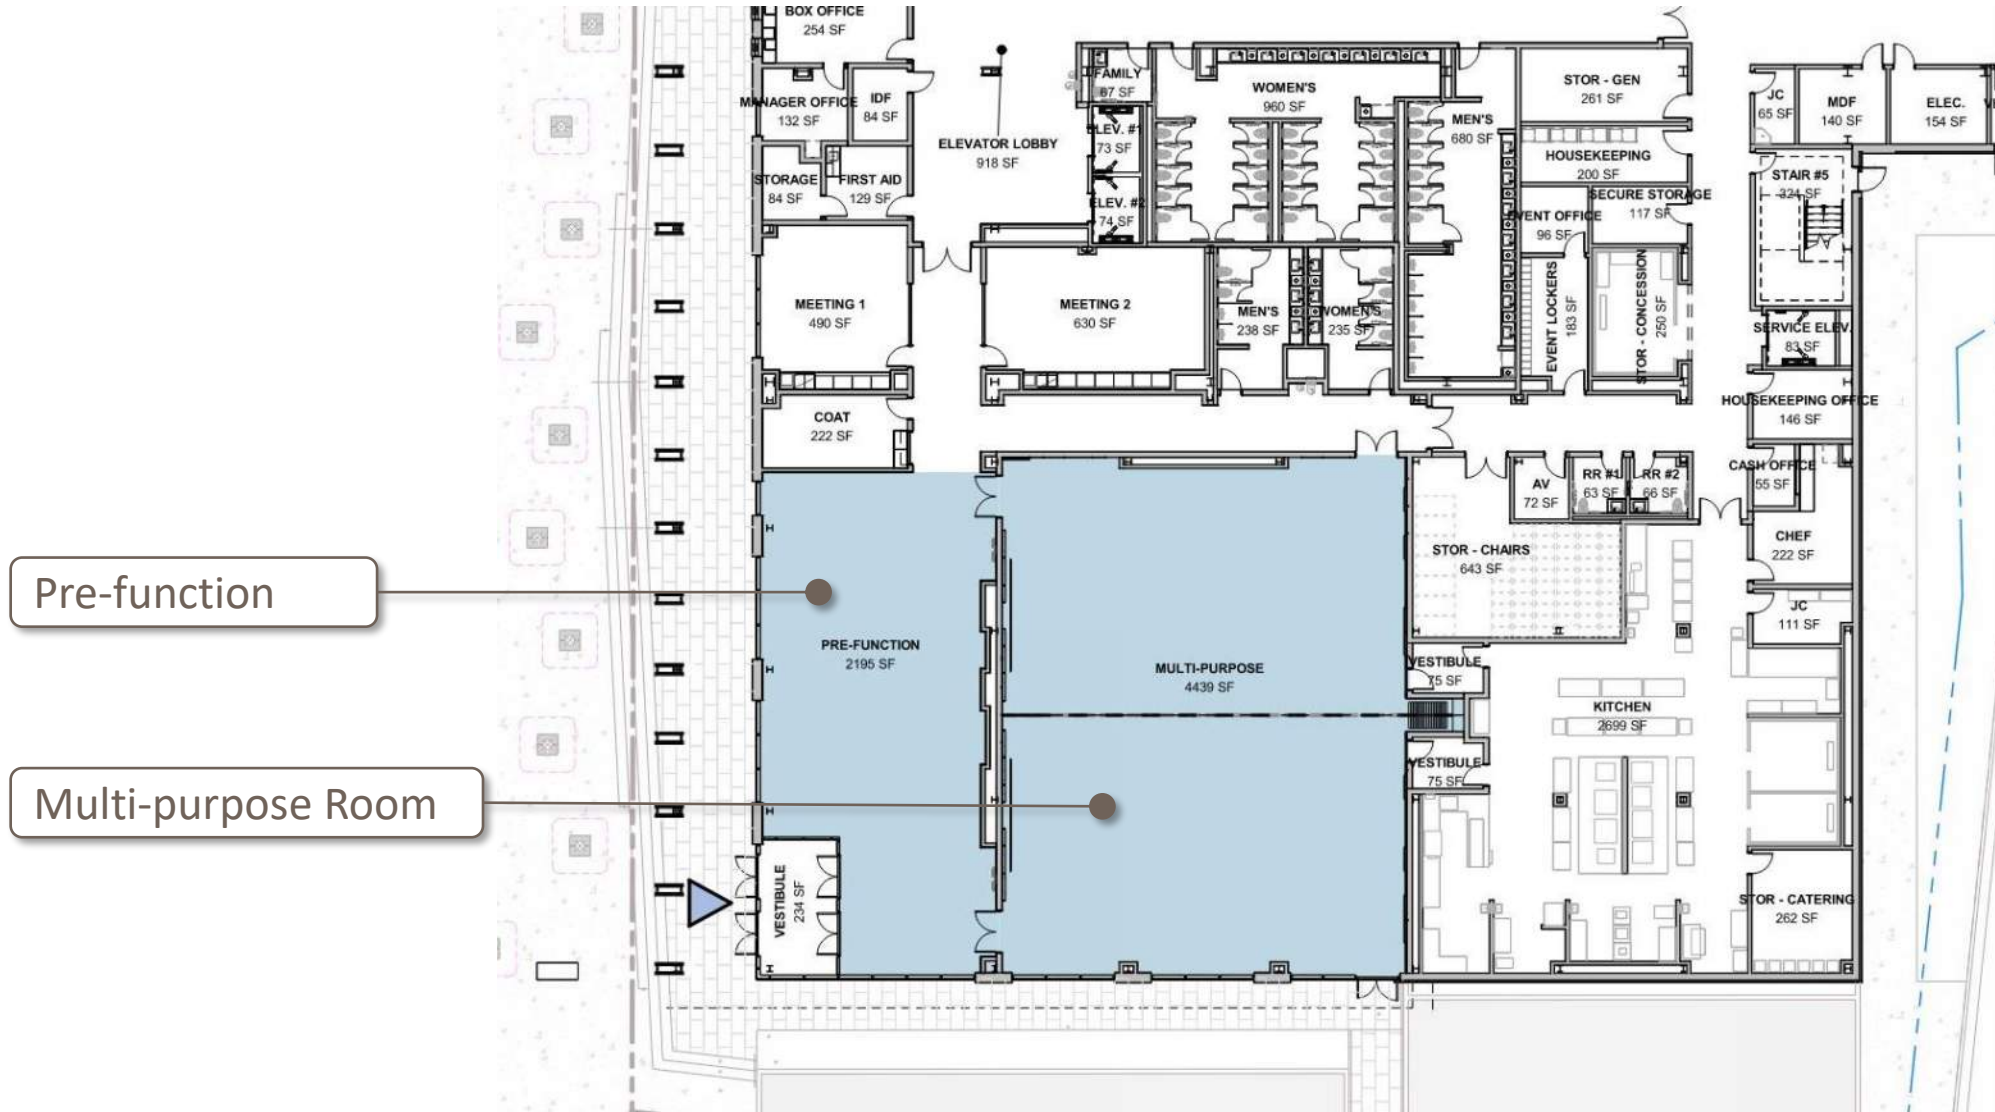 BOX OFFICE
254 SF
MANAGER OFFICE
132 SF
IDF
84 SF
STORAGE
84 SF
FIRST AID
129 SF
ELEVATOR LOBBY
918 SF
FAMILY
87 SF
ELEV. #1
73 SF
ELEV. #2
74 SF
WOMEN'S
960 SF
MEN'S
680 SF
STOR - GEN
261 SF
HOUSEKEEPING
200 SF
SECURE STORAGE
117 SF
EVENT OFFICE
96 SF
JC
65 SF
MDF
140 SF
ELEC.
154 SF
STAIR #5
324 SF
MEETING 1
490 SF
MEETING 2
630 SF
MEN'S
238 SF
WOMEN'S
235 SF
EVENT LOCKERS
183 SF
STOR - CONCESSION
250 SF
SERVICE ELEV.
83 SF
HOUSEKEEPING OFFICE
146 SF
COAT
222 SF
CASH OFFICE
55 SF
AV
72 SF
RR #1
63 SF
RR #2
66 SF
STOR - CHAIRS
643 SF
CHEF
222 SF
JC
111 SF
Pre-function
PRE-FUNCTION
2195 SF
MULTI-PURPOSE
4439 SF
VESTIBULE
75 SF
KITCHEN
2699 SF
VESTIBULE
75 SF
Multi-purpose Room
VESTIBULE
234 SF
STOR - CATERING
262 SF